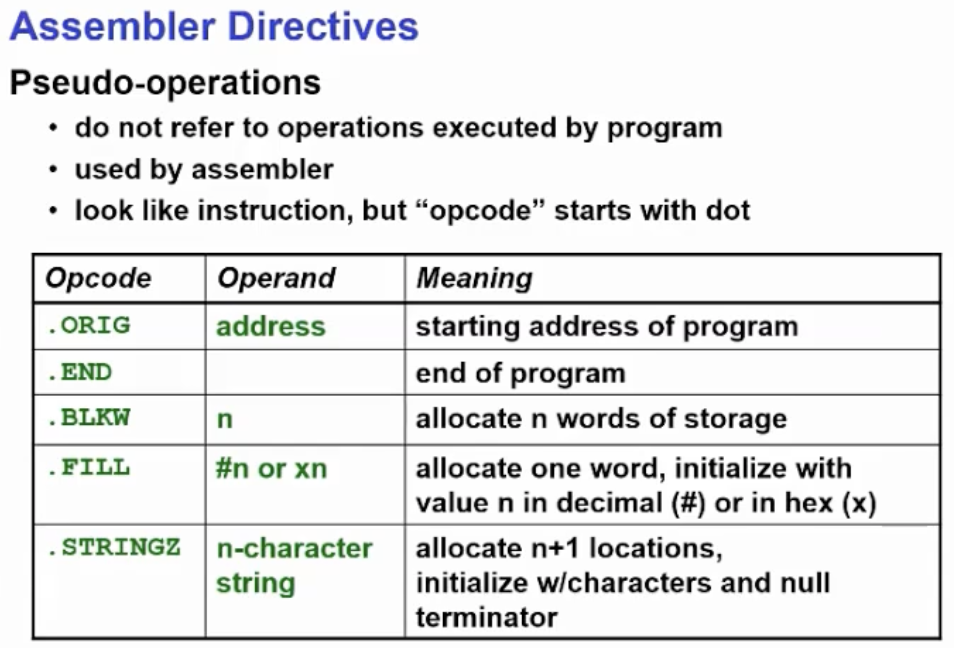 Assembler Directives
Pseudo-operations
• do not refer to operations executed by program
• used by assembler
• look like instruction, but “opcode” starts with dot
Opcode Operand Meaning
.ORIG address starting address of program
.END end of program
.BLKW n allocate n words of storage
.FILL #n or xn allocate one word, initialize with
value n in decimal (#) or in hex (x)
.STRINGZ n-character allocate n+1 locations,
string initialize w/characters and null
terminator